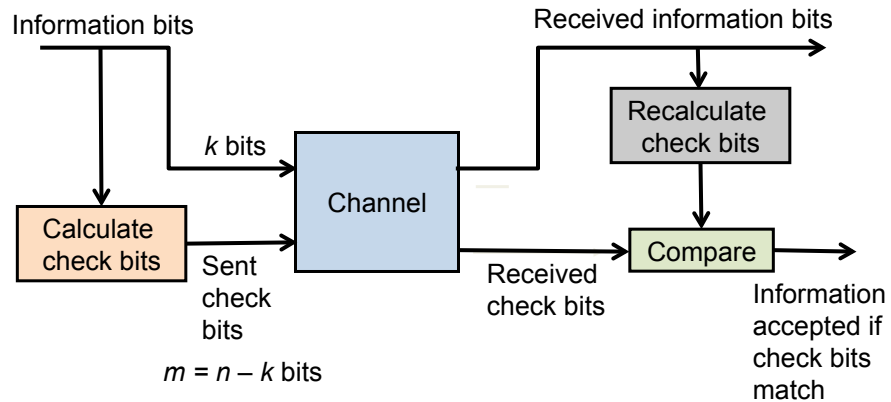 Information bits
Received information bits
Recalculate
check bits
k bits
Channel
Calculate
check bits
Sent
check
bits
Received
check bits
Compare
Information
accepted if
check bits
match
m = n – k bits